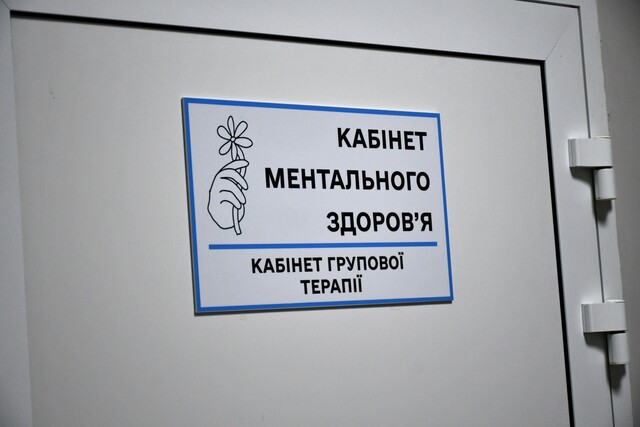 КАБІНЕТ
МЕНТАЛЬНОГО
ЗДОРОВ’Я
КАБІНЕТ ГРУПОВОЇ
ТЕРАПІЇ